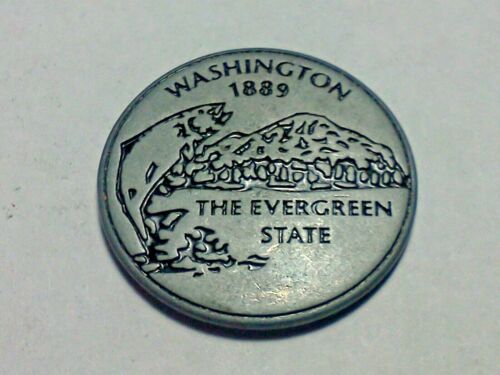 WASHINGTON
1889
THE EVERGREEN
STATE